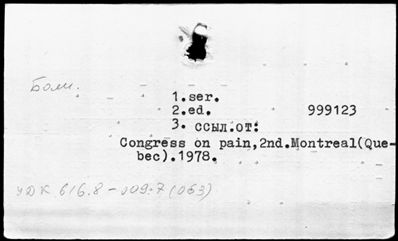 Боли.
1.ser.
2.ed. 999123
3. ссыл.от:
Congress on pain,2nd.Montreal(Que-
bec).1978.
УДК 616.8-009.7(063)